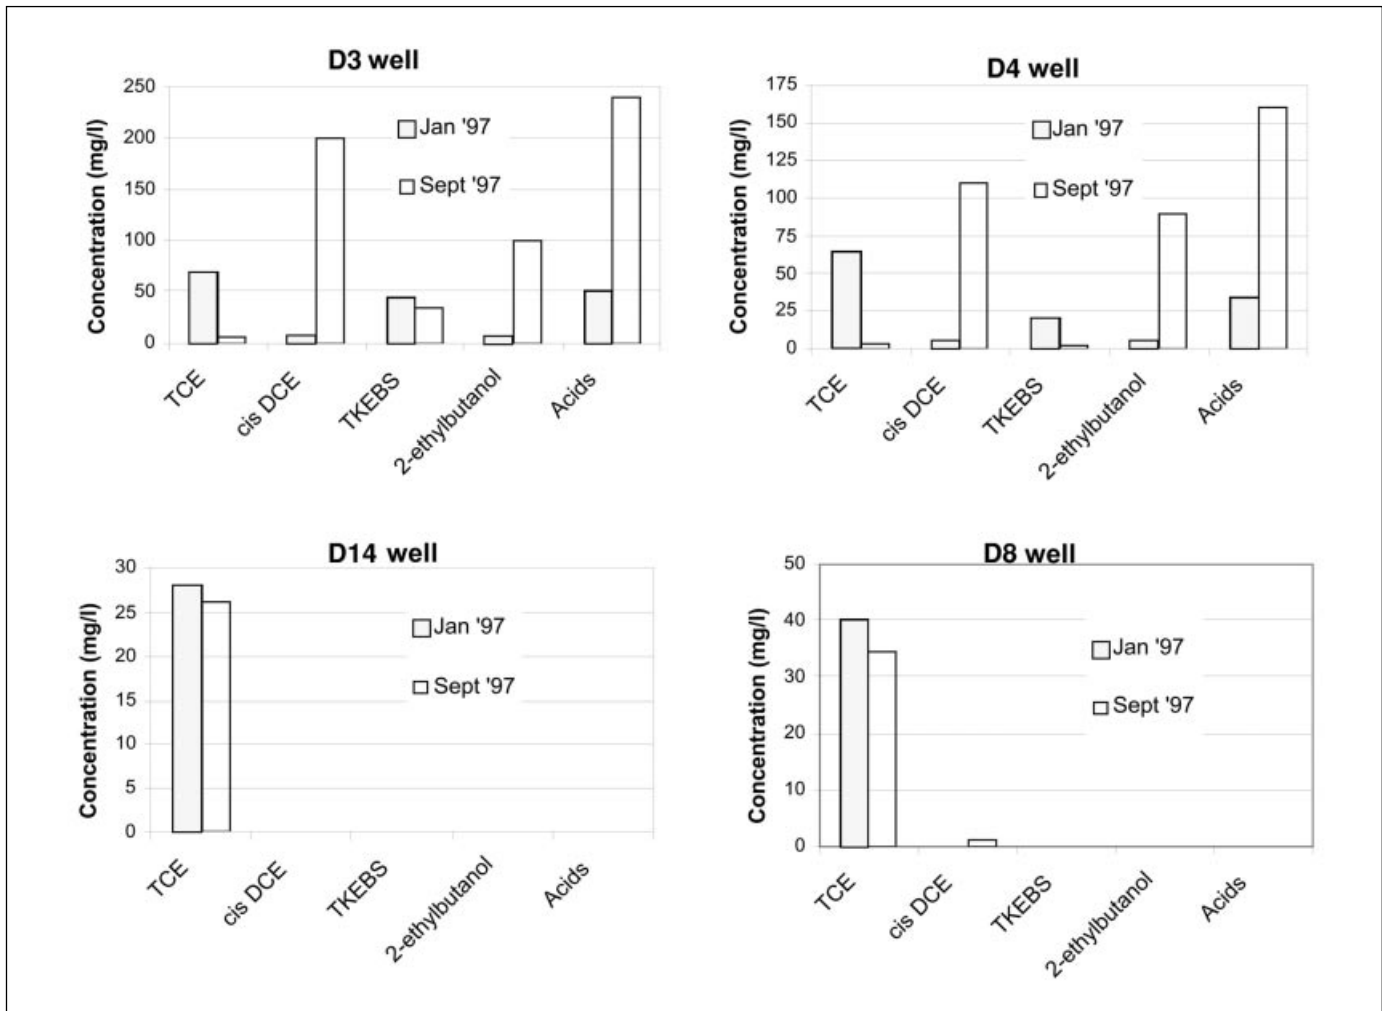 D3 well
Concentration (mg/l)
250
200
150
100
50
0
Jan '97
Sept '97
TCE
cis DCE
TKEBS
2-ethylbutanol
Acids
D4 well
Concentration (mg/l)
175
150
125
100
75
50
25
0
Jan '97
Sept '97
TCE
cis DCE
TKEBS
2-ethylbutanol
Acids
D14 well
Concentration (mg/l)
30
25
20
15
10
5
0
Jan '97
Sept '97
TCE
cis DCE
TKEBS
2-ethylbutanol
Acids
D8 well
Concentration (mg/l)
50
40
30
20
10
0
Jan '97
Sept '97
TCE
cis DCE
TKEBS
2-ethylbutanol
Acids